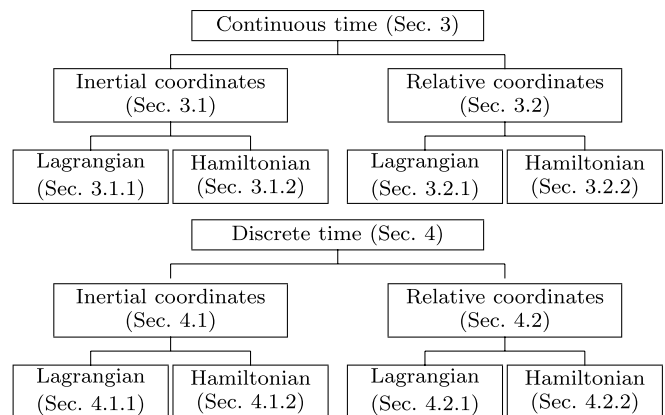 Continuous time (Sec. 3)
Inertial coordinates
(Sec. 3.1)
Relative coordinates
(Sec. 3.2)
Lagrangian
(Sec. 3.1.1)
Hamiltonian
(Sec. 3.1.2)
Lagrangian
(Sec. 3.2.1)
Hamiltonian
(Sec. 3.2.2)
Discrete time (Sec. 4)
Inertial coordinates
(Sec. 4.1)
Relative coordinates
(Sec. 4.2)
Lagrangian
(Sec. 4.1.1)
Hamiltonian
(Sec. 4.1.2)
Lagrangian
(Sec. 4.2.1)
Hamiltonian
(Sec. 4.2.2)